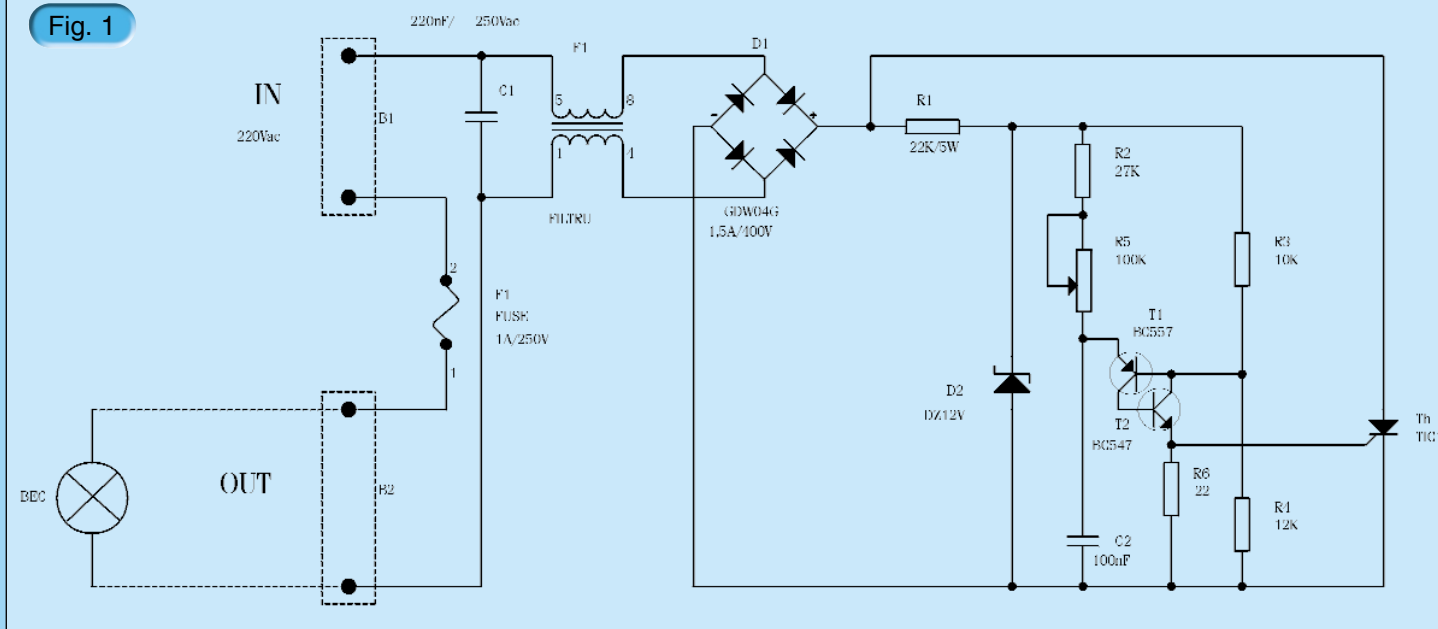 Fig. 1
220nF/ 250Vac
F1
D1
IN
220Vac
B1
C1
5
8
1
4
FILTRU
-
+
GDW04G
1,5A/400V
R1
22K/5W
R2
27K
R5
100K
R3
10K
2
F1
FUSE
1A/250V
1
T1
BC557
D2
DZ12V
T2
BC547
Th
TIC
BEC
OUT
B2
R6
22
R4
12K
C2
100nF